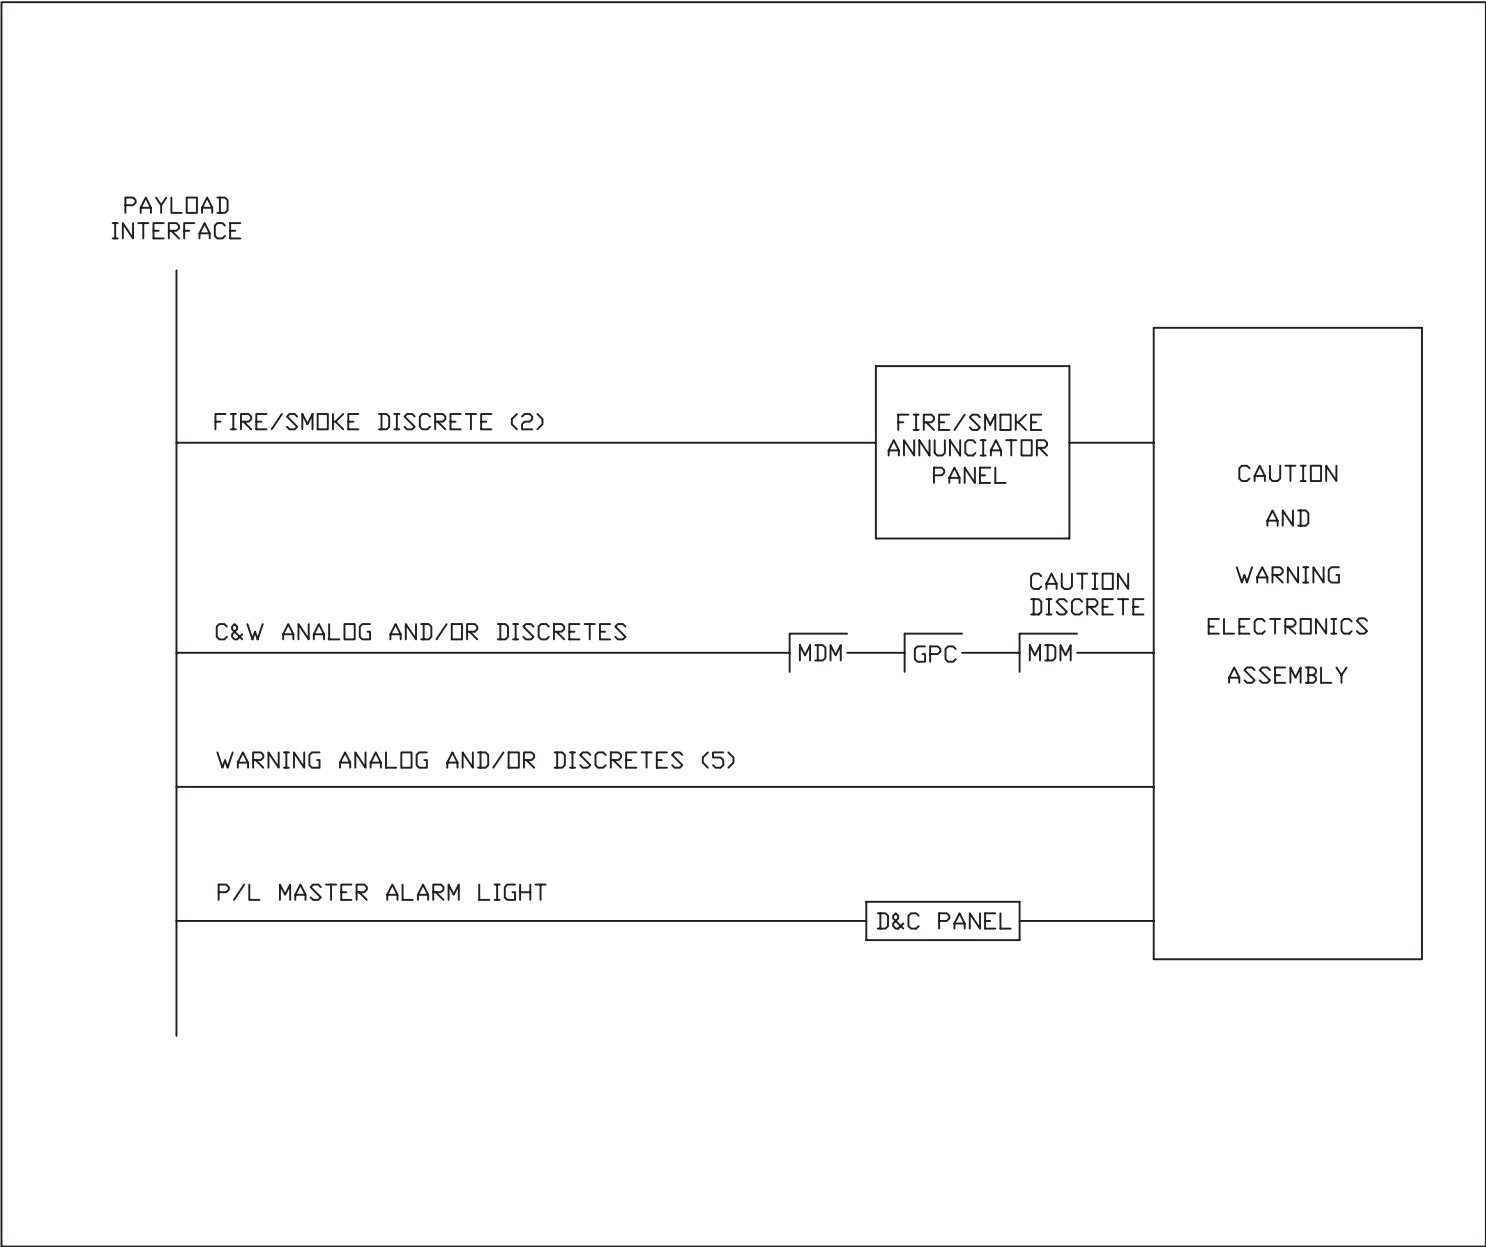 PAYLOAD
INTERFACE
FIRE/SMOKE DISCRETE (2)
FIRE/SMOKE
ANNUNCIATOR
PANEL
CAUTION
AND
WARNING
ELECTRONICS
ASSEMBLY
CAUTION
DISCRETE
C&W ANALOG AND/OR DISCRETES
MDM
GPC
MDM
WARNING ANALOG AND/OR DISCRETES (5)
P/L MASTER ALARM LIGHT
D&C PANEL